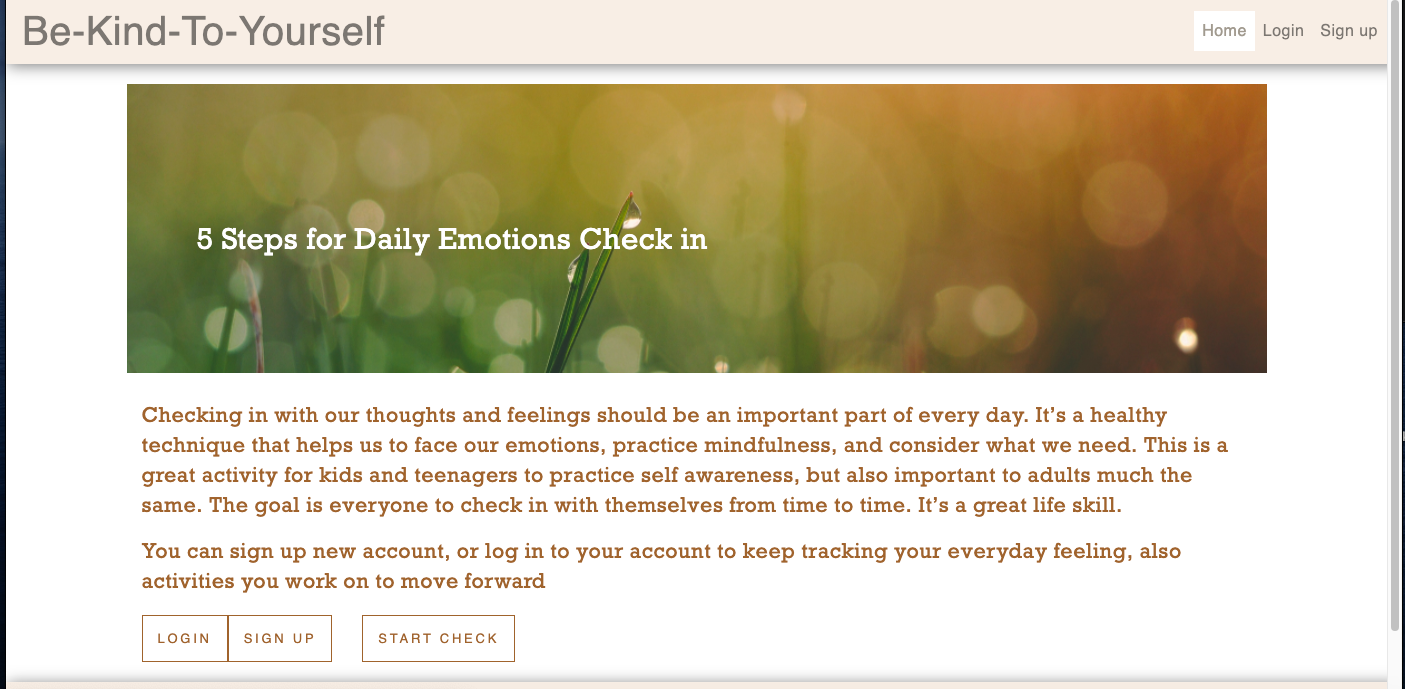 Be-Kind-To-Yourself
Home Login Sign up
5 Steps for Daily Emotions Check in
Checking in with our thoughts and feelings should be an important part of every day. It’s a healthy
technique that helps us to face our emotions, practice mindfulness, and consider what we need. This is a
great activity for kids and teenagers to practice self awareness, but also important to adults much the
same. The goal is everyone to check in with themselves from time to time. It’s a great life skill.
You can sign up new account, or log in to your account to keep tracking your everyday feeling, also
activities you work on to move forward
LOGIN SIGN UP START CHECK